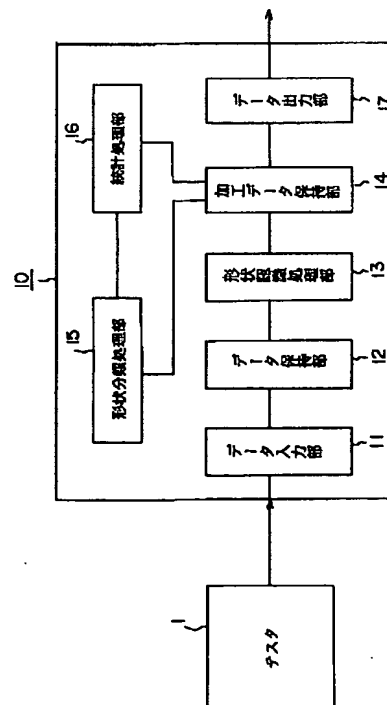 10
15
形状分類処理部
16
統計処理部
1
テスタ
データ入力部
11
データ保持部
12
形状認識処理部
13
加工データ保持部
14
データ出力部
17